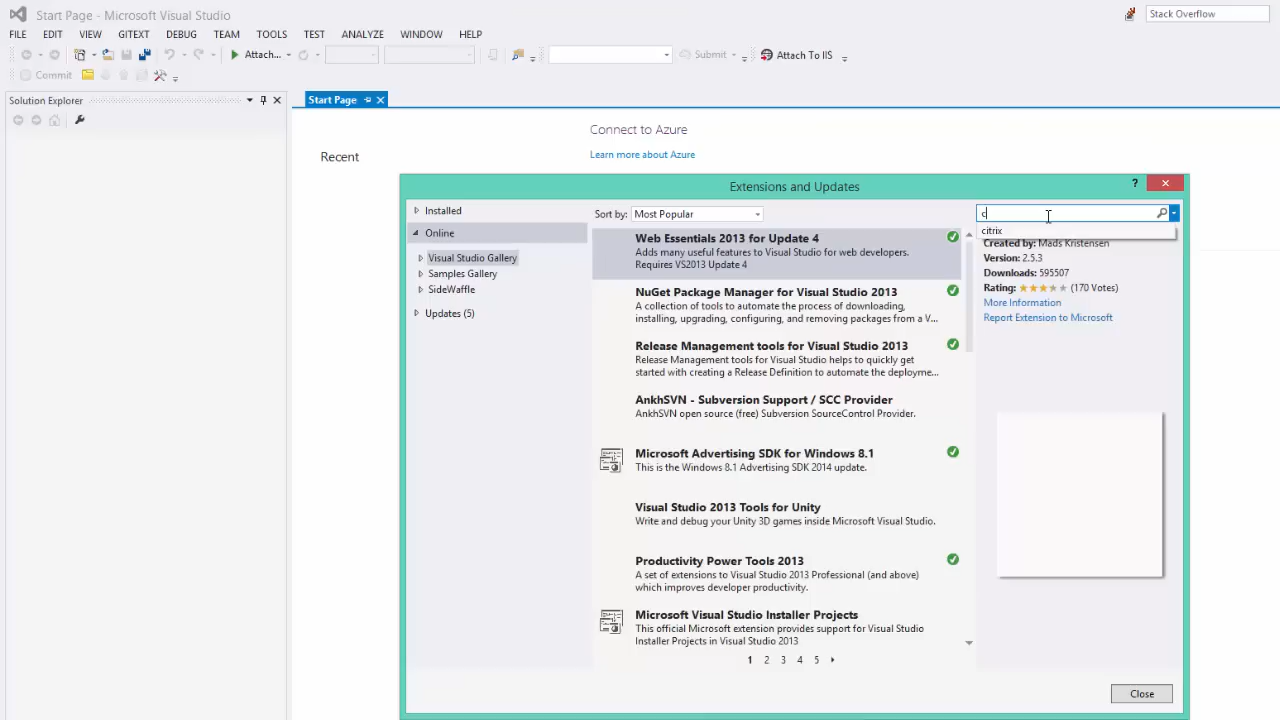 Start Page - Microsoft Visual Studio
Stack Overflow
FILE EDIT VIEW GITEXT DEBUG TEAM TOOLS TEST ANALYZE WINDOW HELP
Attach...
Submit
Attach To IIS
Commit
Solution Explorer
Start Page
Connect to Azure
Recent
Learn more about Azure
Extensions and Updates
?
Installed
Online
Visual Studio Gallery
Samples Gallery
SideWaffle
Updates (5)
Sort by: Most Popular
Web Essentials 2013 for Update 4
Adds many useful features to Visual Studio for web developers.
Requires VS2013 Update 4
NuGet Package Manager for Visual Studio 2013
A collection of tools to automate the process of downloading,
installing, upgrading, configuring, and removing packages from a V...
Release Management tools for Visual Studio 2013
Release Management tools for Visual Studio helps to quickly get
started with creating a Release Definition to automate the deployme...
AnkhSVN - Subversion Support / SCC Provider
AnkhSVN open source (free) Subversion SourceControl Provider.
Microsoft Advertising SDK for Windows 8.1
This is the Windows 8.1 Advertising SDK 2014 update.
Visual Studio 2013 Tools for Unity
Write and debug your Unity 3D games inside Microsoft Visual Studio.
Productivity Power Tools 2013
A set of extensions to Visual Studio 2013 Professional (and above)
which improves developer productivity.
Microsoft Visual Studio Installer Projects
This official Microsoft extension provides support for Visual Studio
Installer Projects in Visual Studio 2013
1 2 3 4 5
c
citrix
Created by: Mads Kristensen
Version: 2.5.3
Downloads: 595507
Rating: (170 Votes)
More Information
Report Extension to Microsoft
Close